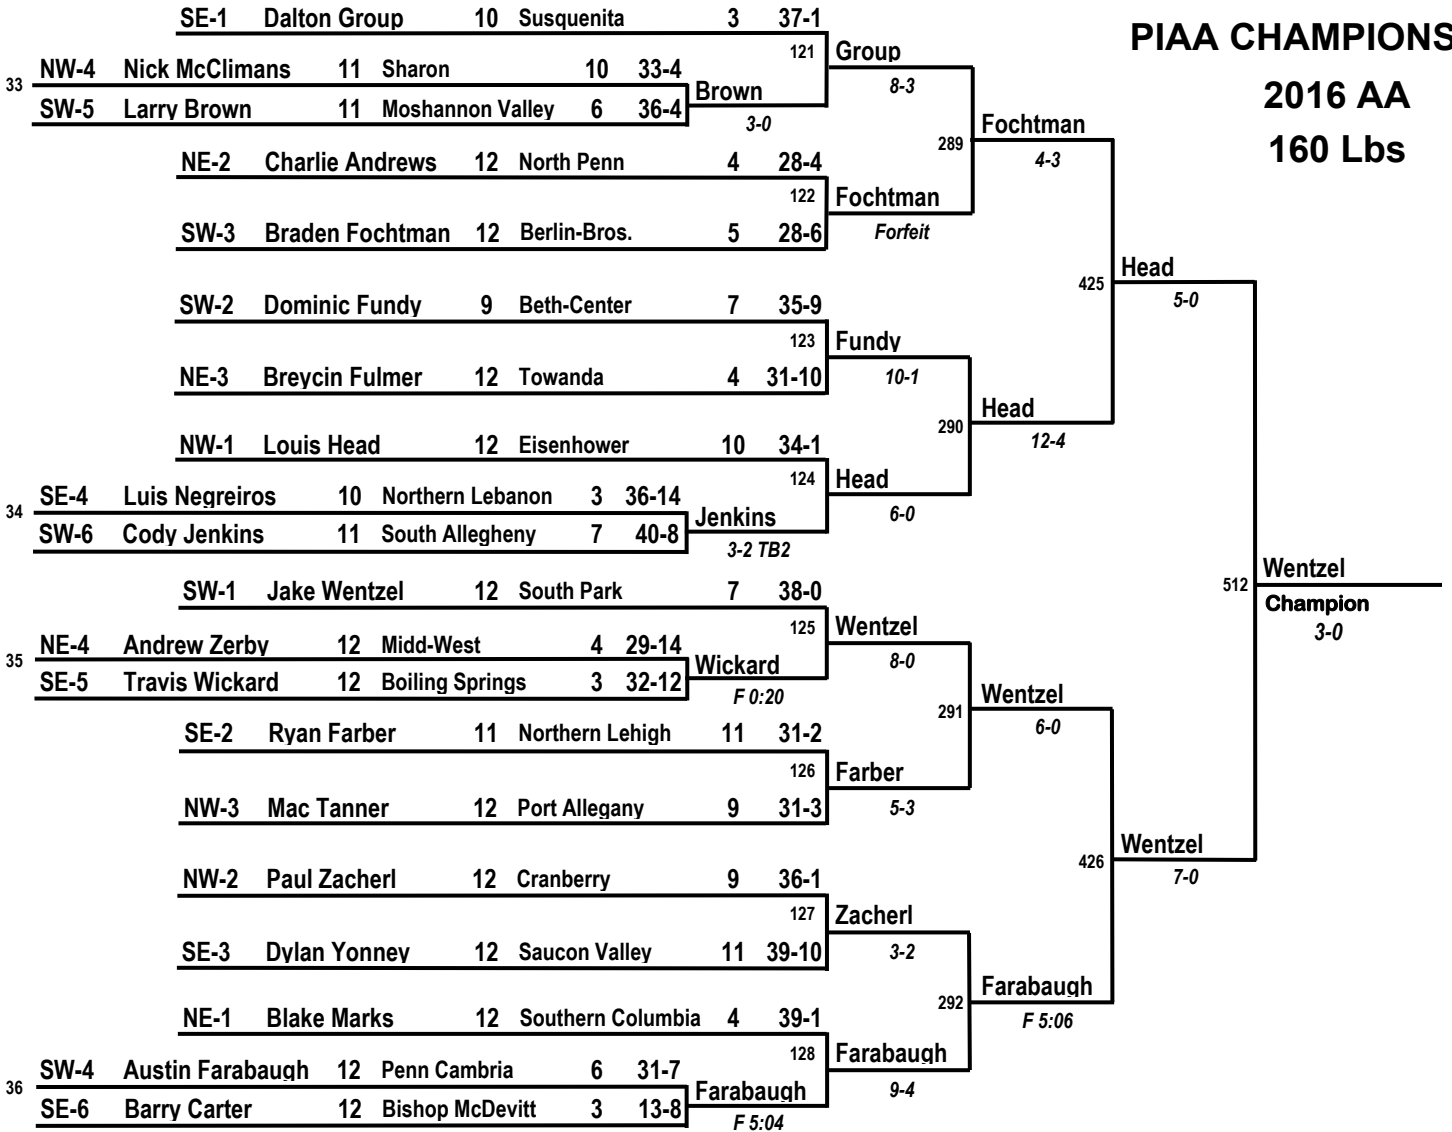 PIAA CHAMPIONS
2016 AA
160 Lbs
SE-1 Dalton Group 10 Susquenita 3 37-1
121 Group
8-3
33 NW-4 Nick McClimans 11 Sharon 10 33-4
SW-5 Larry Brown 11 Moshannon Valley 6 36-4
Brown
3-0
289 Fochtman
4-3
NE-2 Charlie Andrews 12 North Penn 4 28-4
122 Fochtman
Forfeit
SW-3 Braden Fochtman 12 Berlin-Bros. 5 28-6
425 Head
5-0
SW-2 Dominic Fundy 9 Beth-Center 7 35-9
123 Fundy
10-1
NE-3 Breycin Fulmer 12 Towanda 4 31-10
290 Head
12-4
NW-1 Louis Head 12 Eisenhower 10 34-1
124 Head
6-0
34 SE-4 Luis Negreiros 10 Northern Lebanon 3 36-14
SW-6 Cody Jenkins 11 South Allegheny 7 40-8
Jenkins
3-2 TB2
512 Wentzel
Champion
3-0
SW-1 Jake Wentzel 12 South Park 7 38-0
125 Wentzel
8-0
35 NE-4 Andrew Zerby 12 Midd-West 4 29-14
SE-5 Travis Wickard 12 Boiling Springs 3 32-12
Wickard
F 0:20
291 Wentzel
6-0
SE-2 Ryan Farber 11 Northern Lehigh 11 31-2
126 Farber
5-3
NW-3 Mac Tanner 12 Port Allegany 9 31-3
426 Wentzel
7-0
NW-2 Paul Zacherl 12 Cranberry 9 36-1
127 Zacherl
3-2
SE-3 Dylan Yonney 12 Saucon Valley 11 39-10
292 Farabaugh
F 5:06
NE-1 Blake Marks 12 Southern Columbia 4 39-1
128 Farabaugh
9-4
36 SW-4 Austin Farabaugh 12 Penn Cambria 6 31-7
SE-6 Barry Carter 12 Bishop McDevitt 3 13-8
Farabaugh
F 5:04